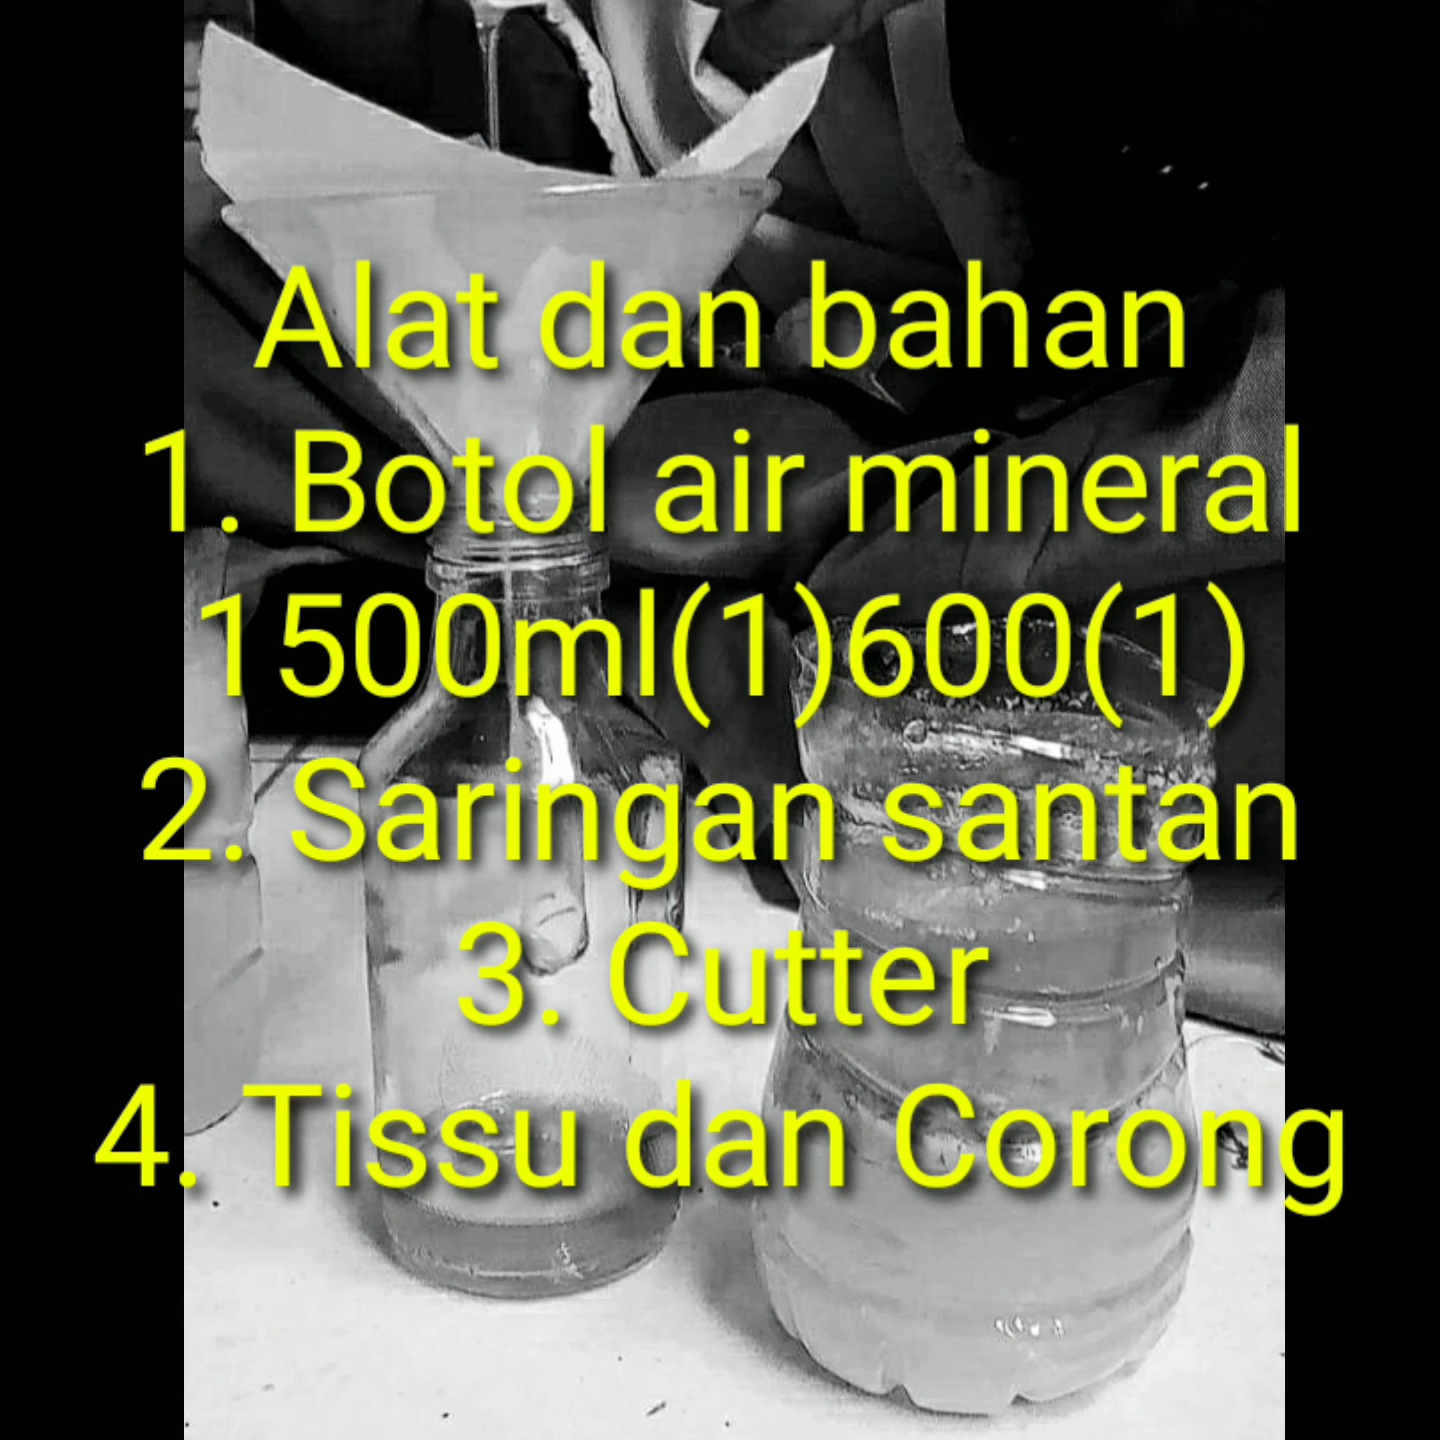 Alat dan bahan
1. Botol air mineral
1500ml(1)600(1)
2. Saringan santan
3. Cutter
4. Tissu dan Corong